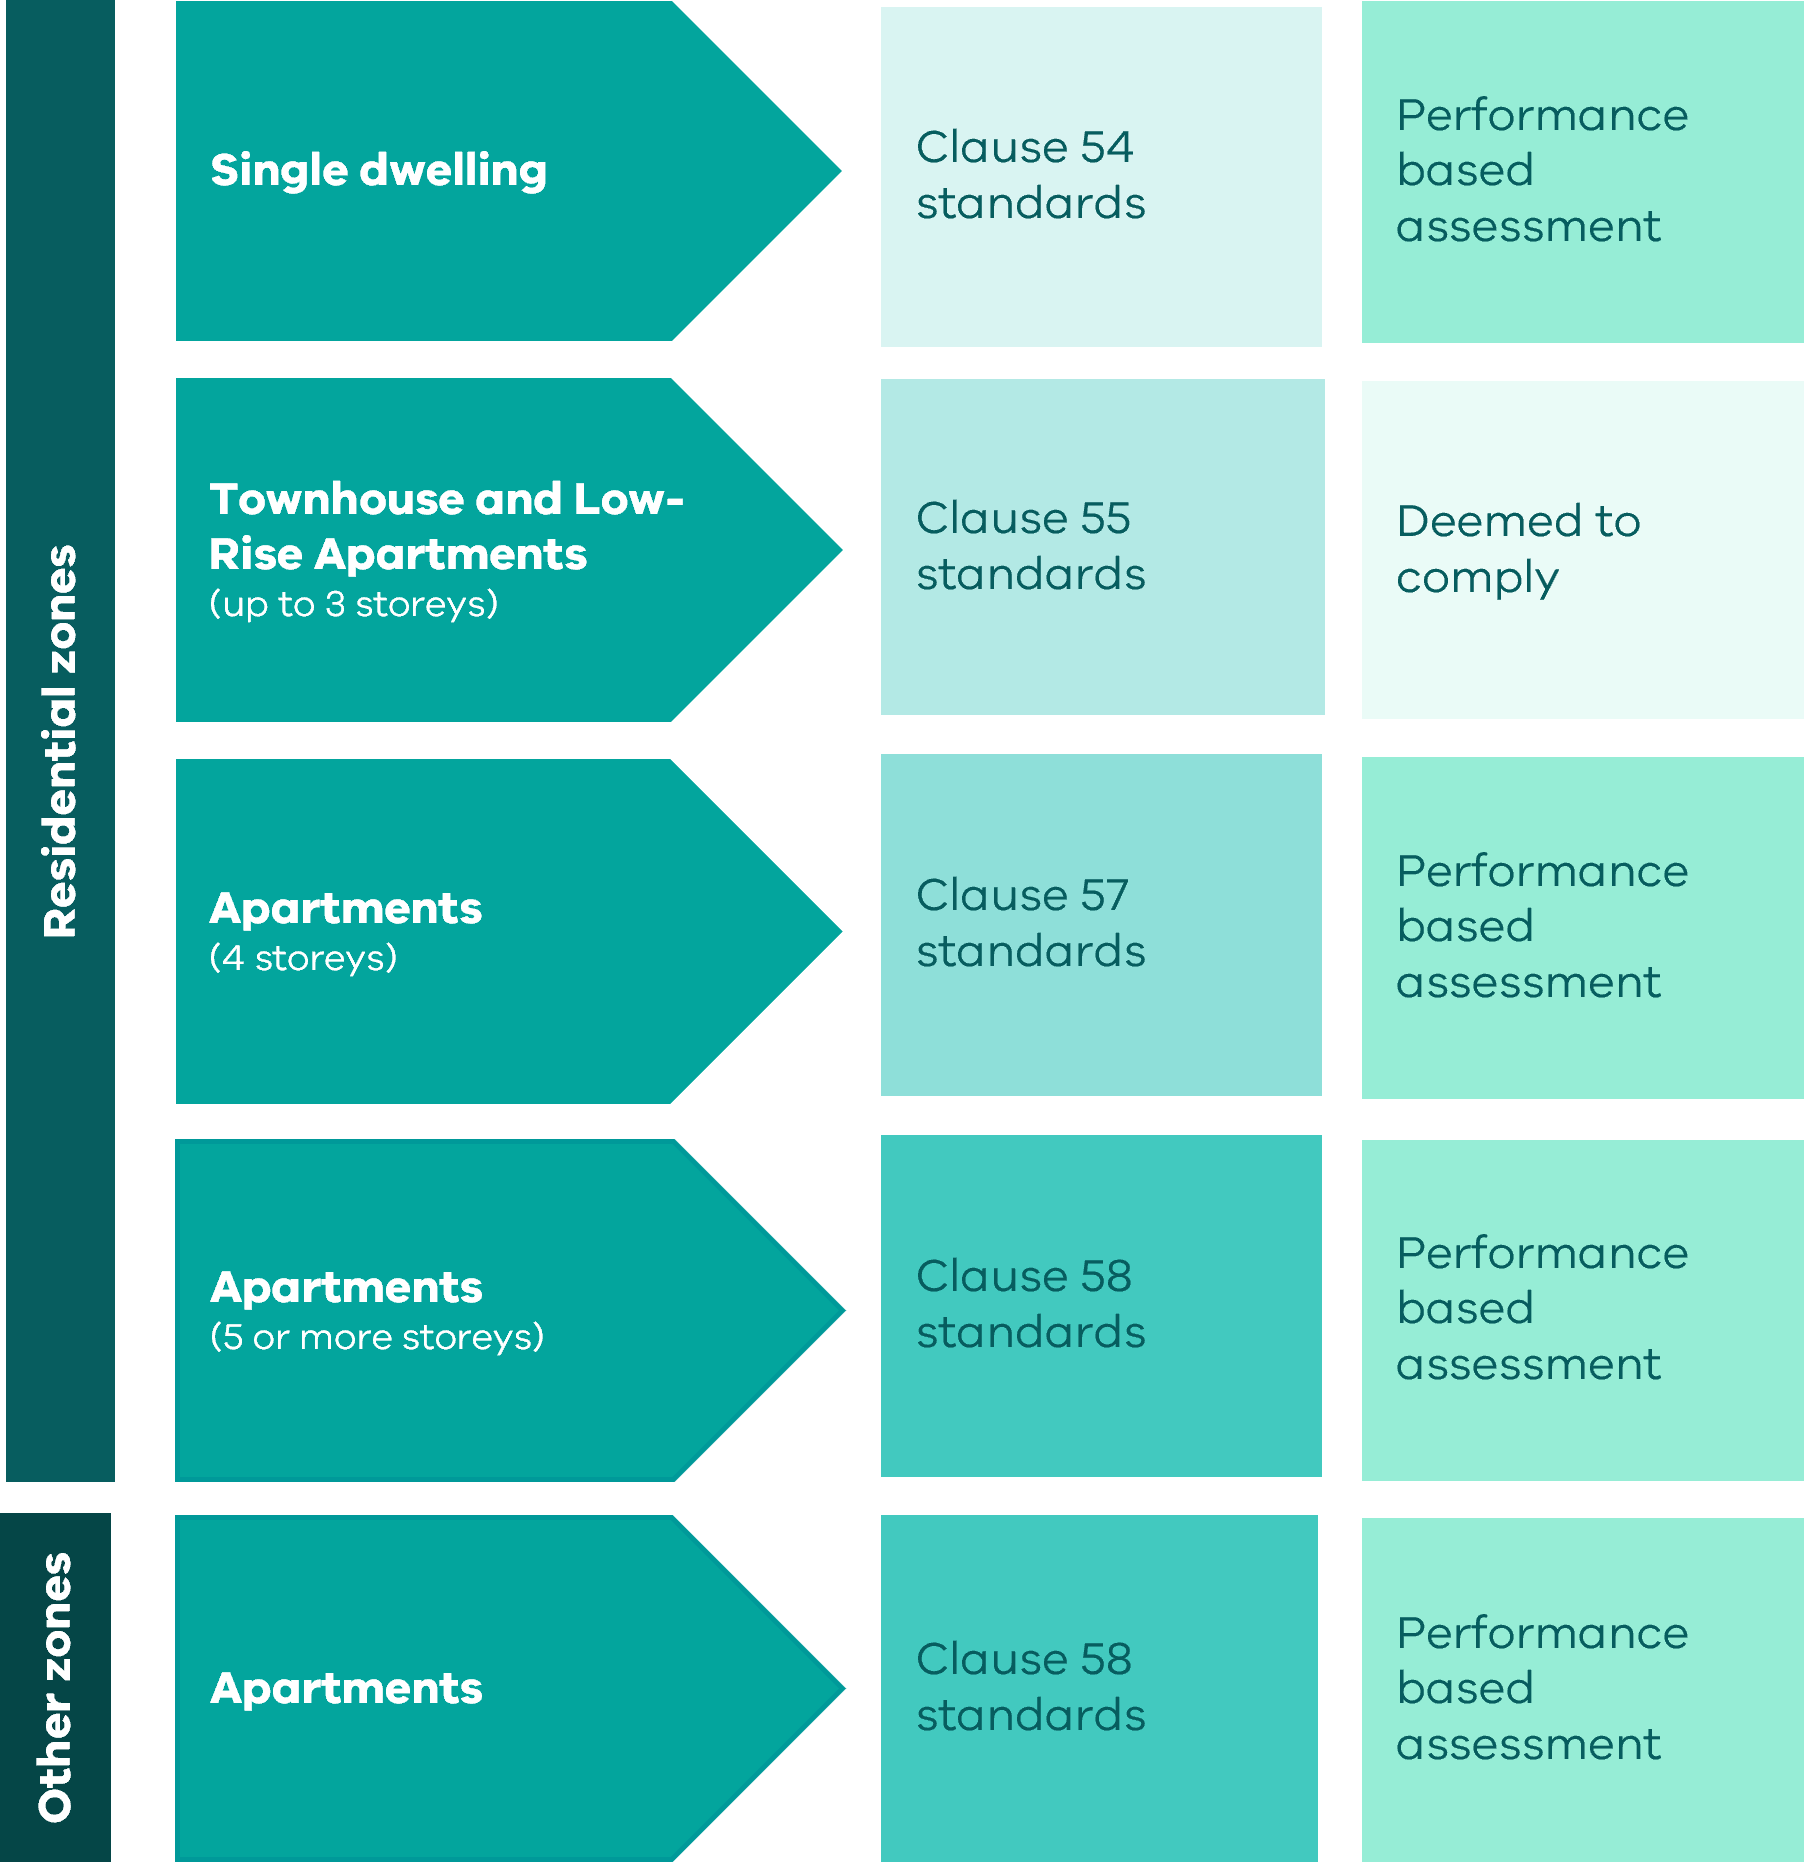 Residential zones
Single dwelling
Clause 54
standards
Performance
based
assessment
Townhouse and Low-
Rise Apartments
(up to 3 storeys)
Clause 55
standards
Deemed to
comply
Apartments
(4 storeys)
Clause 57
standards
Performance
based
assessment
Apartments
(5 or more storeys)
Clause 58
standards
Performance
based
assessment
Other zones
Apartments
Clause 58
standards
Performance
based
assessment